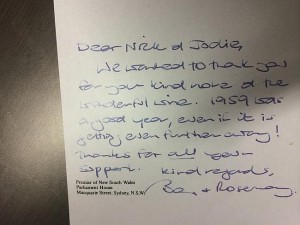 Dear Nick & Jodie,
We wanted to thank you
for your kind note & the
wonderful wine. 1959 was
a good year, even if it is
getting even further away!
Thanks for all your
support. Kind regards,
Premier of New South Wales
Parliament House
Macquarie Street, Sydney, N.S.W.
Barry + Rosemary.